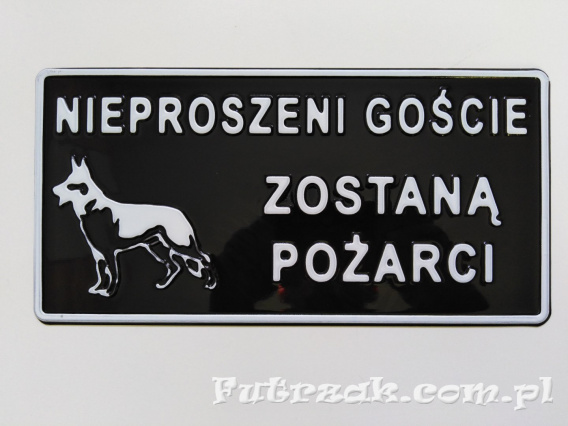 NIEPROSZENI GOŚCIE
ZOSTANĄ
POŻARCI
Futrzak.com.pl